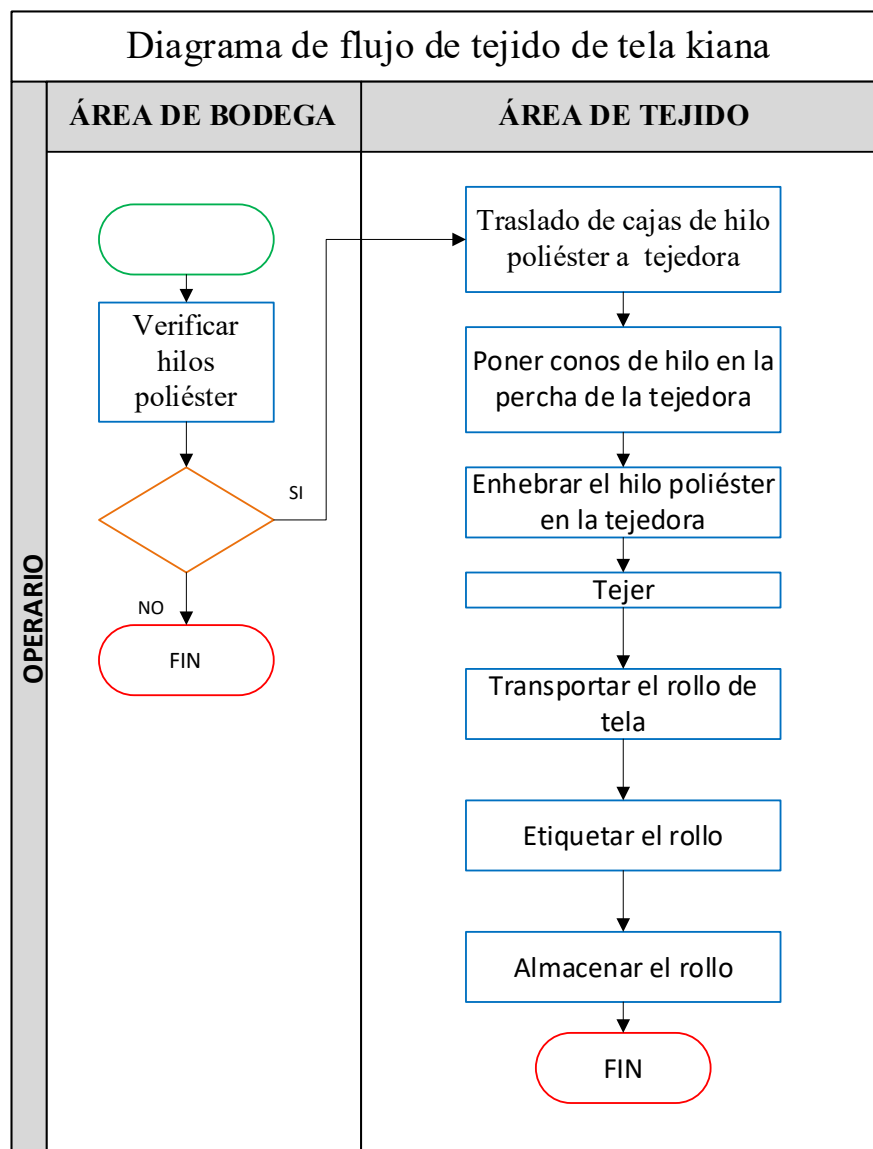 Diagrama de flujo de tejido de tela kiana
ÁREA DE BODEGA
ÁREA DE TEJIDO
OPERARIO
Verificar
hilos
poliéster
SI
NO
FIN
Traslado de cajas de hilo
poliéster a tejedora
Poner conos de hilo en la
percha de la tejedora
Enhebrar el hilo poliéster
en la tejedora
Tejer
Transportar el rollo de
tela
Etiquetar el rollo
Almacenar el rollo
FIN